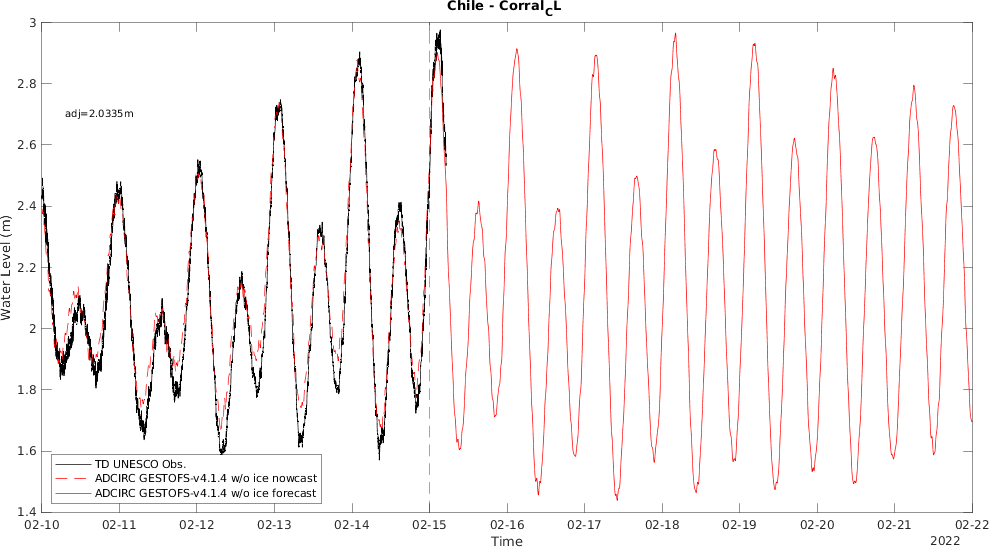 Chile - Corral_CL
3
2.8
2.6
2.4
2.2
2
1.8
1.6
1.4
Water Level (m)
adj=2.0335m
TD UNESCO Obs.
ADCIRC GESTOFS-v4.1.4 w/o ice nowcast
ADCIRC GESTOFS-v4.1.4 w/o ice forecast
02-10 02-11 02-12 02-13 02-14 02-15 02-16 02-17 02-18 02-19 02-20 02-21 02-22
Time
2022